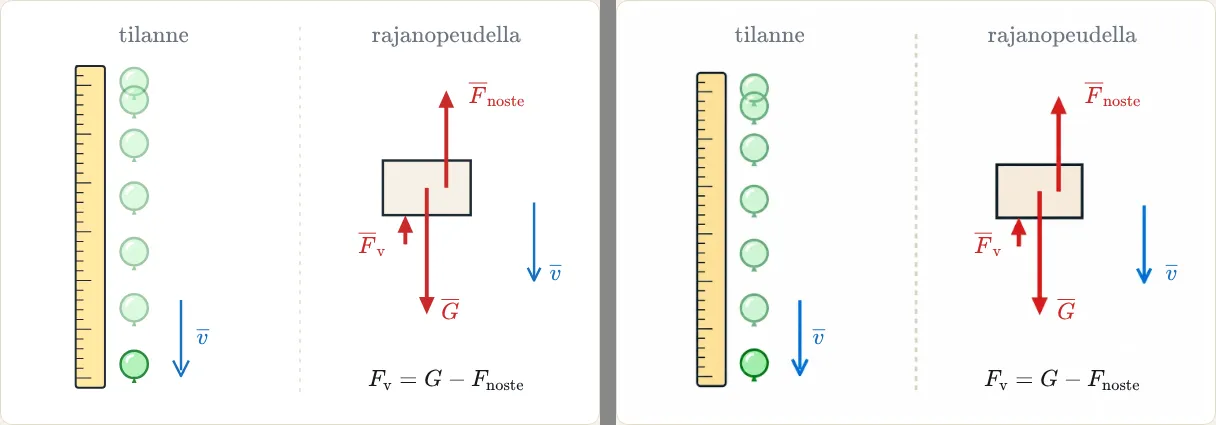 tilanne
rajanopeudella
F̅noste
F̅v
v̅
G̅
v̅
Fv = G − Fnoste
tilanne
rajanopeudella
F̅noste
F̅v
v̅
G̅
v̅
Fv = G − Fnoste